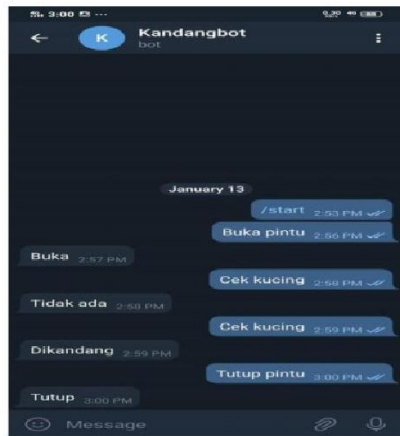 3:00
K
Kandangbot
bot
January 13
/start 2:53 PM
Buka pintu 2:56 PM
Buka 2:57 PM
Cek kucing 2:58 PM
Tidak ada 2:58 PM
Cek kucing 2:59 PM
Dikandang 2:59 PM
Tutup pintu 3:00 PM
Tutup 3:00 PM
Message